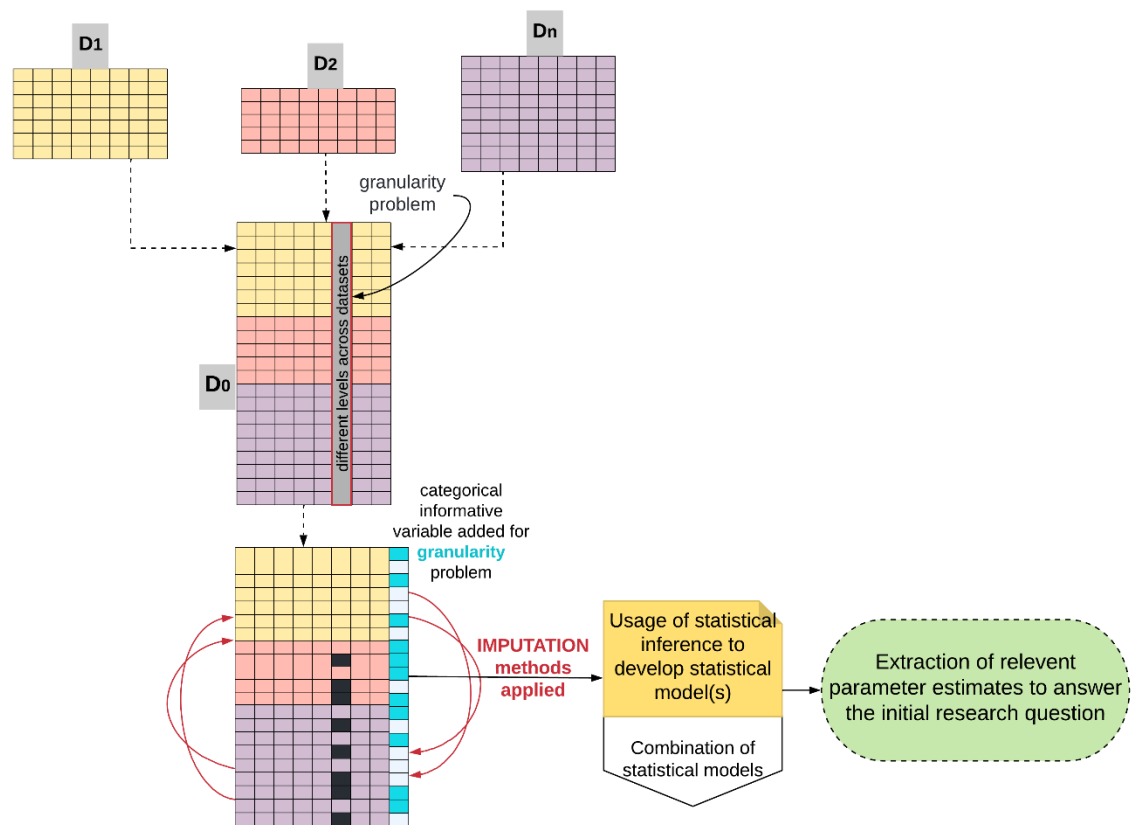 D1
D2
Dn
granularity
problem
different levels across datasets
D0
categorical
informative
variable added for
granularity
problem
IMPUTATION
methods
applied
Usage of statistical
inference to
develop statistical
model(s)
Combination of
statistical models
Extraction of relevent
parameter estimates to answer
the initial research question